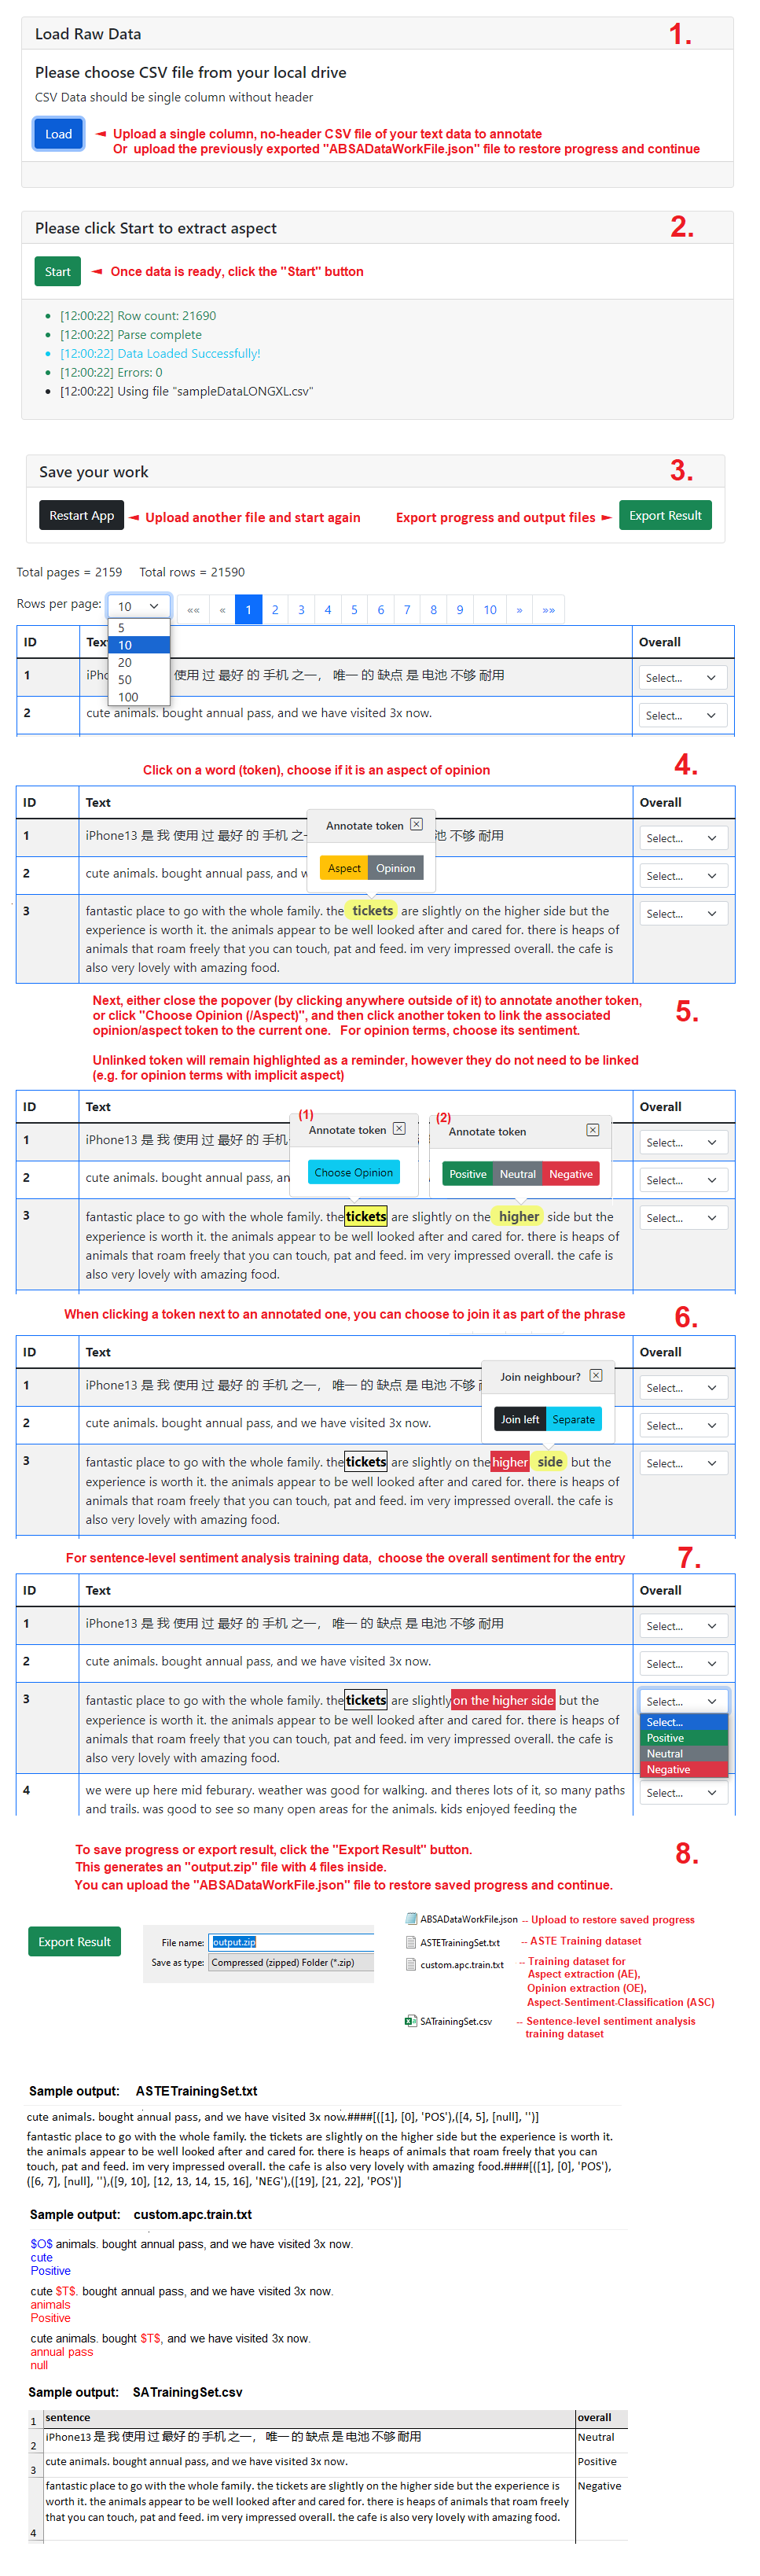 Load Raw Data
1.
Please choose CSV file from your local drive
CSV Data should be single column without header
Load
Upload a single column, no-header CSV file of your text data to annotate
Or upload the previously exported "ABSADataWorkFile.json" file to restore progress and continue
Please click Start to extract aspect
2.
Start
Once data is ready, click the "Start" button
[12:00:22] Row count: 21690
[12:00:22] Parse complete
[12:00:22] Data Loaded Successfully!
[12:00:22] Errors: 0
[12:00:22] Using file "sampleDataLONGXL.csv"
Save your work
3.
Restart App
Upload another file and start again
Export progress and output files
Export Result
Total pages = 2159 Total rows = 21590
Rows per page: 10 «« « 1 2 3 4 5 6 7 8 9 10 » »»
5
10
20
50
100
ID Tex Overall
1 iPho 使用 过 最好 的 手机 之一， 唯一 的 缺点 是 电池 不够 耐用 Select...
2 cute animals. bought annual pass, and we have visited 3x now. Select...
Click on a word (token), choose if it is an aspect of opinion
4.
ID Text Overall
Annotate token
Aspect Opinion
1 iPhone13 是 我 使用 过 最好 的 手机 之一 电池 不够 耐用 Select...
2 cute animals. bought annual pass, and w Select...
3 fantastic place to go with the whole family. the tickets are slightly on the higher side but the Select...
experience is worth it. the animals appear to be well looked after and cared for. there is heaps of
animals that roam freely that you can touch, pat and feed. im very impressed overall. the cafe is
also very lovely with amazing food.
Next, either close the popover (by clicking anywhere outside of it) to annotate another token,
or click "Choose Opinion (/Aspect)", and then click another token to link the associated
opinion/aspect token to the current one. For opinion terms, choose its sentiment.
5.
Unlinked token will remain highlighted as a reminder, however they do not need to be linked
(e.g. for opinion terms with implicit aspect)
ID Text Overall
(1) Annotate token
Choose Opinion
(2) Annotate token
Positive Neutral Negative
1 iPhone13 是 我 使用 过 最好 的 手机 Select...
2 cute animals. bought annual pass, an Select...
3 fantastic place to go with the whole family. the tickets are slightly on the higher side but the Select...
experience is worth it. the animals appear to be well looked after and cared for. there is heaps of
animals that roam freely that you can touch, pat and feed. im very impressed overall. the cafe is
also very lovely with amazing food.
When clicking a token next to an annotated one, you can choose to join it as part of the phrase
6.
ID Text Overall
Join neighbour?
Join left Separate
1 iPhone13 是 我 使用 过 最好 的 手机 之一， 唯一 的 缺点 是 电池 不够 Select...
2 cute animals. bought annual pass, and we have visited 3x now. Select...
3 fantastic place to go with the whole family. the tickets are slightly on the higher side but the Select...
experience is worth it. the animals appear to be well looked after and cared for. there is heaps of
animals that roam freely that you can touch, pat and feed. im very impressed overall. the cafe is
also very lovely with amazing food.
For sentence-level sentiment analysis training data, choose the overall sentiment for the entry
7.
ID Text Overall
1 iPhone13 是 我 使用 过 最好 的 手机 之一， 唯一 的 缺点 是 电池 不够 耐用 Select...
2 cute animals. bought annual pass, and we have visited 3x now. Select...
3 fantastic place to go with the whole family. the tickets are slightly on the higher side but the Select...
experience is worth it. the animals appear to be well looked after and cared for. there is heaps of
animals that roam freely that you can touch, pat and feed. im very impressed overall. the cafe is
also very lovely with amazing food.
Select...
Positive
Neutral
Negative
4 we were up here mid feburary. weather was good for walking. and theres lots of it, so many paths Select...
and trails. was good to see so many open areas for the animals. kids enjoyed feeding the
To save progress or export result, click the "Export Result" button.
This generates an "output.zip" file with 4 files inside.
You can upload the "ABSADataWorkFile.json" file to restore saved progress and continue.
8.
Export Result
File name: output.zip
Save as type: Compressed (zipped) Folder (*.zip)
ABSADataWorkFile.json -- Upload to restore saved progress
ASTETrainingSet.txt -- ASTE Training dataset
custom.apc.train.txt -- Training dataset for
Aspect extraction (AE),
Opinion extraction (OE),
Aspect-Sentiment-Classification (ASC)
SATrainingSet.csv -- Sentence-level sentiment analysis
training dataset
Sample output: ASTETrainingSet.txt
cute animals. bought annual pass, and we have visited 3x now.####[([1], [0], 'POS'),([4, 5], [null], '')]
fantastic place to go with the whole family. the tickets are slightly on the higher side but the experience is worth it.
the animals appear to be well looked after and cared for. there is heaps of animals that roam freely that you can
touch, pat and feed. im very impressed overall. the cafe is also very lovely with amazing food.####[([1], [0], 'POS'),
([6, 7], [null], ''),([9, 10], [12, 13, 14, 15, 16], 'NEG'),([19], [21, 22], 'POS')]
Sample output: custom.apc.train.txt
$O$ animals. bought annual pass, and we have visited 3x now.
cute
Positive
cute $T$. bought annual pass, and we have visited 3x now.
animals
Positive
cute animals. bought $T$, and we have visited 3x now.
annual pass
null
Sample output: SATrainingSet.csv
1 sentence overall
2 iPhone13 是 我 使用 过 最好 的 手机 之一， 唯一 的 缺点 是 电池 不够 耐用 Neutral
3 cute animals. bought annual pass, and we have visited 3x now. Positive
fantastic place to go with the whole family. the tickets are slightly on the higher side but the experience is Negative
worth it. the animals appear to be well looked after and cared for. there is heaps of animals that roam freely
4 that you can touch, pat and feed. im very impressed overall. the cafe is also very lovely with amazing food.